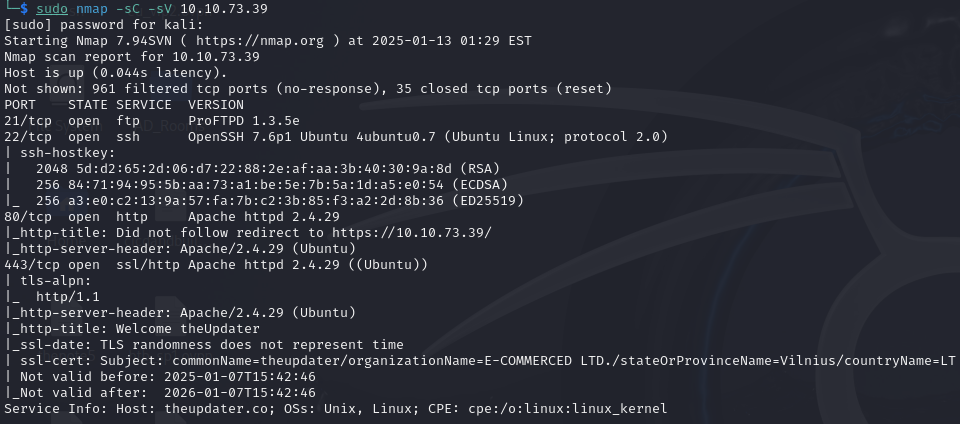 └─$ sudo nmap -sC -sV 10.10.73.39
[sudo] password for kali:
Starting Nmap 7.94SVN ( https://nmap.org ) at 2025-01-13 01:29 EST
Nmap scan report for 10.10.73.39
Host is up (0.044s latency).
Not shown: 961 filtered tcp ports (no-response), 35 closed tcp ports (reset)
PORT    STATE SERVICE  VERSION
21/tcp  open  ftp      ProFTPD 1.3.5e
22/tcp  open  ssh      OpenSSH 7.6p1 Ubuntu 4ubuntu0.7 (Ubuntu Linux; protocol 2.0)
| ssh-hostkey:
|   2048 5d:d2:65:2d:06:d7:22:88:2e:af:aa:3b:40:30:9a:8d (RSA)
|   256 84:71:94:95:5b:aa:73:a1:be:5e:7b:5a:1d:a5:e0:54 (ECDSA)
|_  256 a3:e0:c2:13:9a:57:fa:7b:c2:3b:85:f3:a2:2d:8b:36 (ED25519)
80/tcp  open  http     Apache httpd 2.4.29
|_http-title: Did not follow redirect to https://10.10.73.39/
|_http-server-header: Apache/2.4.29 (Ubuntu)
443/tcp open  ssl/http Apache httpd 2.4.29 ((Ubuntu))
| tls-alpn:
|_  http/1.1
|_http-server-header: Apache/2.4.29 (Ubuntu)
|_http-title: Welcome theUpdater
|_ssl-date: TLS randomness does not represent time
| ssl-cert: Subject: commonName=theupdater/organizationName=E-COMMERCED LTD./stateOrProvinceName=Vilnius/countryName=LT
| Not valid before: 2025-01-07T15:42:46
|_Not valid after:  2026-01-07T15:42:46
Service Info: Host: theupdater.co; OSs: Unix, Linux; CPE: cpe:/o:linux:linux_kernel